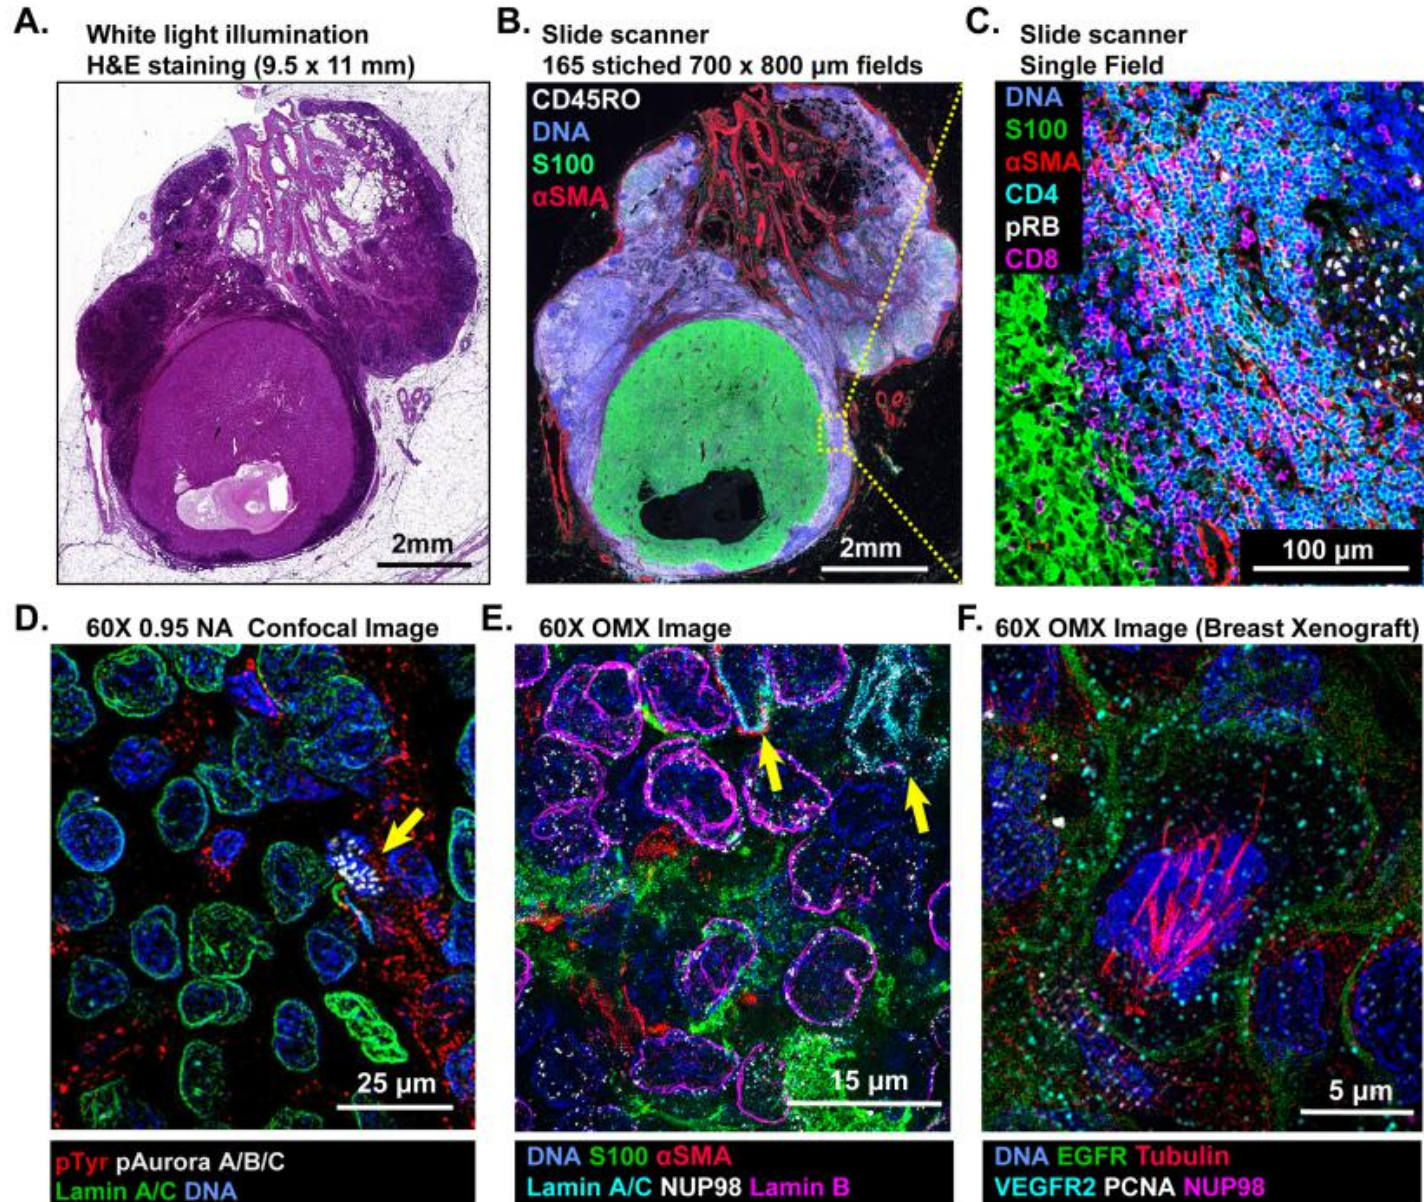 A.
White light illumination
H&E staining (9.5 x 11 mm)
2mm
B.
Slide scanner
165 stiched 700 x 800 µm fields
CD45RO
DNA
S100
αSMA
2mm
C.
Slide scanner
Single Field
DNA
S100
αSMA
CD4
pRB
CD8
100 µm
D.
60X 0.95 NA Confocal Image
25 µm
pTyr pAurora A/B/C
Lamin A/C DNA
E.
60X OMX Image
15 µm
DNA S100 αSMA
Lamin A/C NUP98 Lamin B
F.
60X OMX Image (Breast Xenograft)
5 µm
DNA EGFR Tubulin
VEGFR2 PCNA NUP98